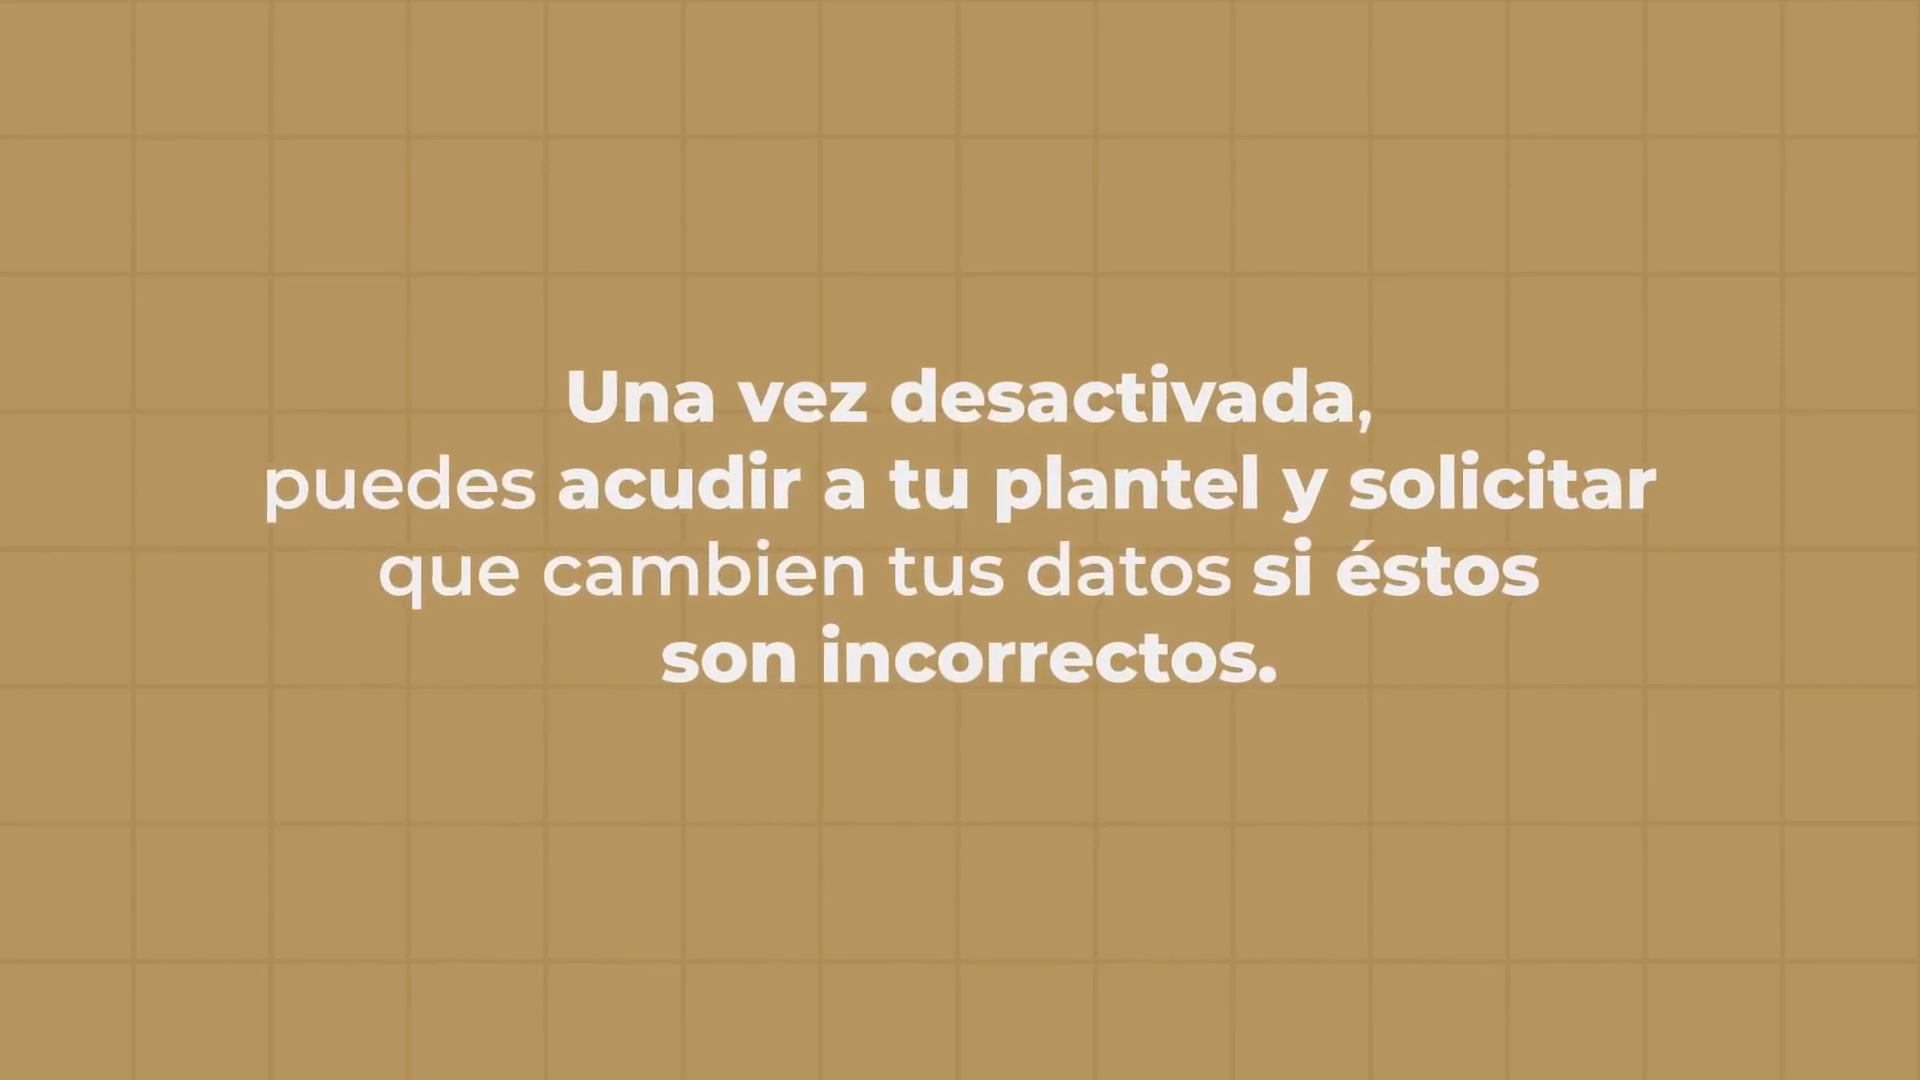 Una vez desactivada,
puedes acudir a tu plantel y solicitar
que cambien tus datos si éstos
son incorrectos.